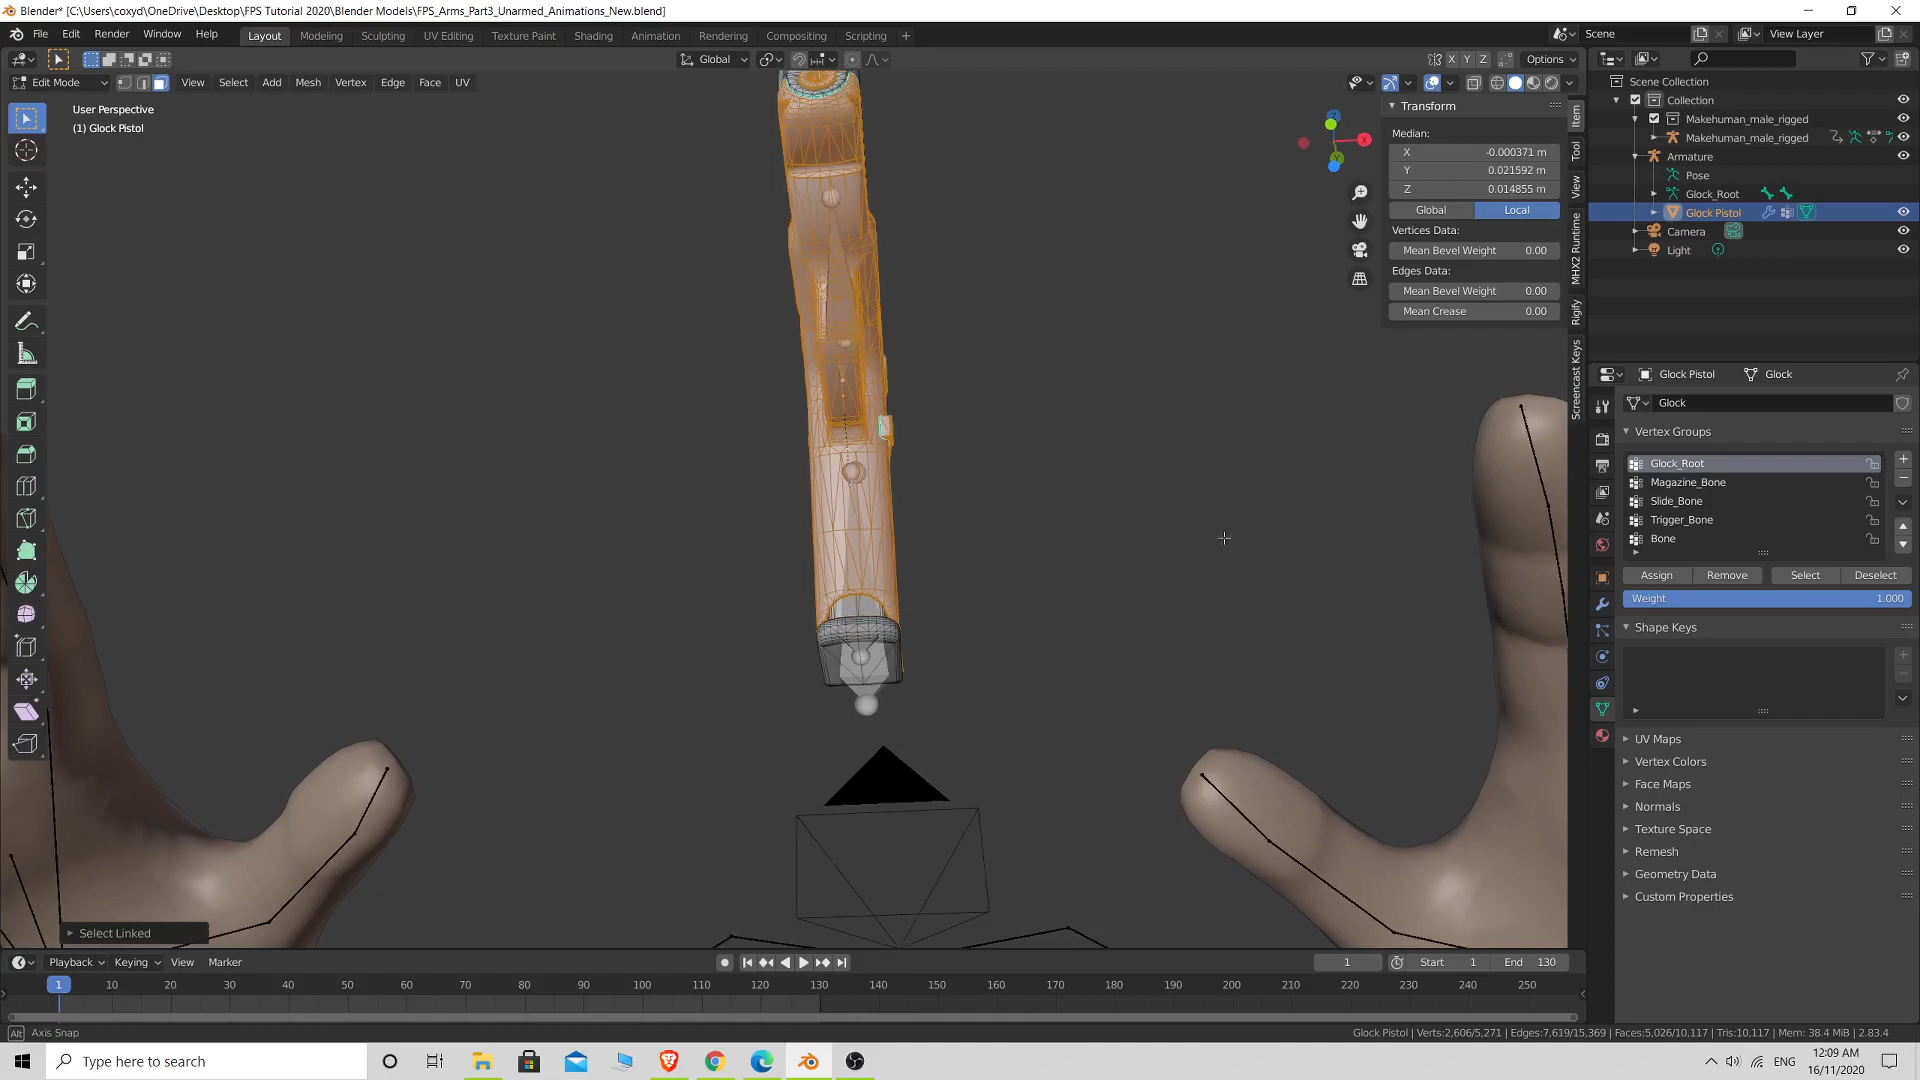 Blender* [C:\Users\coxyd\OneDrive\Desktop\FPS Tutorial 2020\Blender Models\FPS_Arms_Part3_Unarmed_Animations_New.blend]
File Edit Render Window Help Layout Modeling Sculpting UV Editing Texture Paint Shading Animation Rendering Compositing Scripting + Scene View Layer
Global X Y Z Options
Edit Mode View Select Add Mesh Vertex Edge Face UV
User Perspective
(1) Glock Pistol
Transform
Median:
X -0.000371 m
Y 0.021592 m
Z 0.014855 m
Global Local
Vertices Data:
Mean Bevel Weight 0.00
Edges Data:
Mean Bevel Weight 0.00
Mean Crease 0.00
Item
Tool
View
MHX2 Runtime
Rigify
Screencast Keys
Scene Collection
Collection
Makehuman_male_rigged
Makehuman_male_rigged
Armature
Pose
Glock_Root
Glock Pistol
Camera
Light
Glock Pistol Glock
Glock
Vertex Groups
Glock_Root
Magazine_Bone
Slide_Bone
Trigger_Bone
Bone
Assign Remove Select Deselect
Weight 1.000
Shape Keys
UV Maps
Vertex Colors
Face Maps
Normals
Texture Space
Remesh
Geometry Data
Custom Properties
Select Linked
Playback Keying View Marker 1 Start 1 End 130
1 10 20 30 40 50 60 70 80 90 100 110 120 130 140 150 160 170 180 190 200 210 220 230 240 250
Alt Axis Snap
Glock Pistol | Verts:2,606/5,271 | Edges:7,619/15,369 | Faces:5,026/10,117 | Tris:10,117 | Mem: 38.4 MiB | 2.83.4
Type here to search
ENG
12:09 AM
16/11/2020